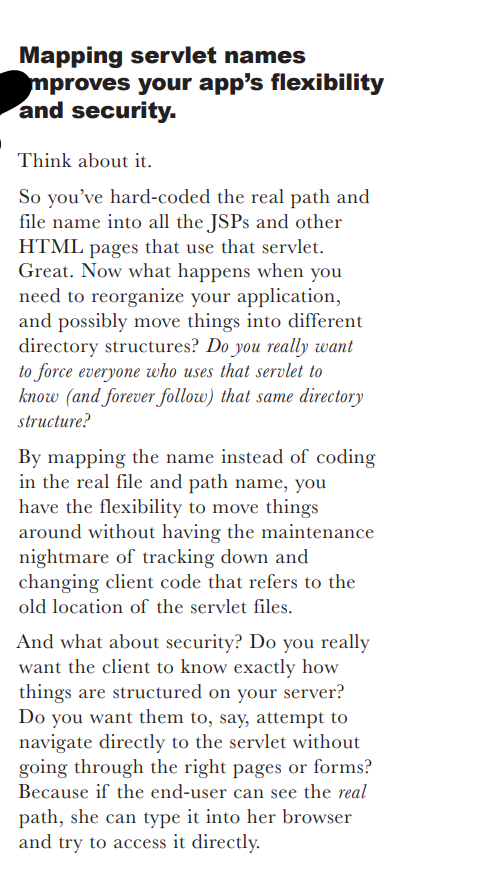 Mapping servlet names
improves your app's flexibility
and security.
Think about it.
So you've hard-coded the real path and
file name into all the JSPs and other
HTML pages that use that servlet.
Great. Now what happens when you
need to reorganize your application,
and possibly move things into different
directory structures? Do you really want
to force everyone who uses that servlet to
know (and forever follow) that same directory
structure?
By mapping the name instead of coding
in the real file and path name, you
have the flexibility to move things
around without having the maintenance
nightmare of tracking down and
changing client code that refers to the
old location of the servlet files.
And what about security? Do you really
want the client to know exactly how
things are structured on your server?
Do you want them to, say, attempt to
navigate directly to the servlet without
going through the right pages or forms?
Because if the end-user can see the real
path, she can type it into her browser
and try to access it directly.